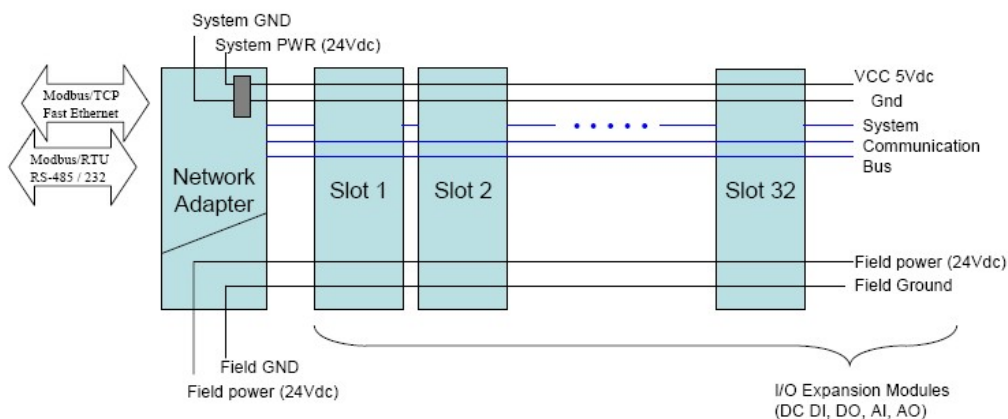 System GND
System PWR (24Vdc)
Modbus/TCP
Fast Ethernet
Modbus/RTU
RS-485 / 232
Network
Adapter
Slot 1
Slot 2
Slot 32
VCC 5Vdc
Gnd
System
Communication
Bus
Field power (24Vdc)
Field Ground
Field GND
Field power (24Vdc)
I/O Expansion Modules
(DC DI, DO, AI, AO)